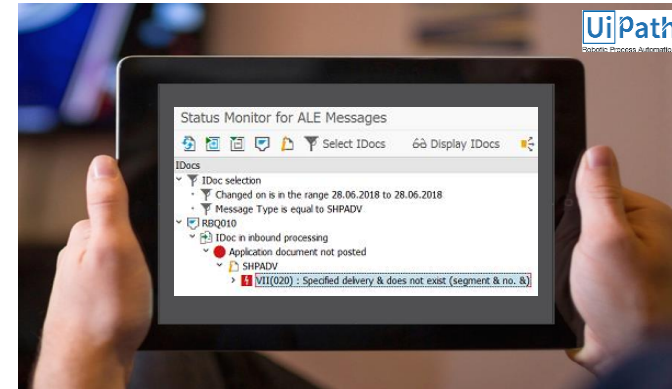 UiPath
Robotic Process Automation
Status Monitor for ALE Messages
Select IDocs Display IDocs
IDocs
IDoc selection
Changed on is in the range 28.06.2018 to 28.06.2018
Message Type is equal to SHPADV
RBQ010
IDoc in inbound processing
Application document not posted
SHPADV
VII(020) : Specified delivery & does not exist (segment & no. &)